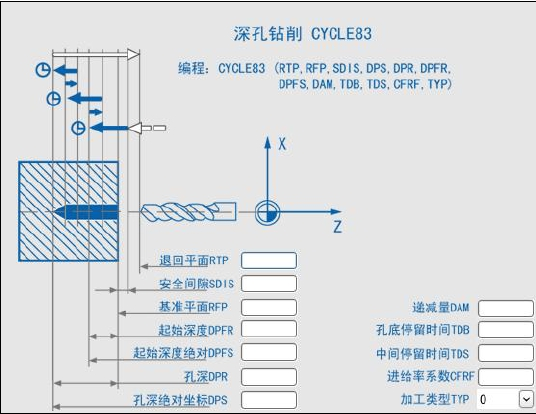 深孔钻削 CYCLE83
编程: CYCLE83 (RTP,RFP,SDIS,DPS,DPR,DPFR,
DPFS,DAM,TDB,TDS,CFRF,TYP)
X
Z
退回平面RTP
安全间隙SDIS
基准平面RFP
起始深度DPFR
起始深度绝对DPFS
孔深DPR
孔深绝对坐标DPS
递减量DAM
孔底停留时间TDB
中间停留时间TDS
进给率系数CFRF
加工类型TYP 0